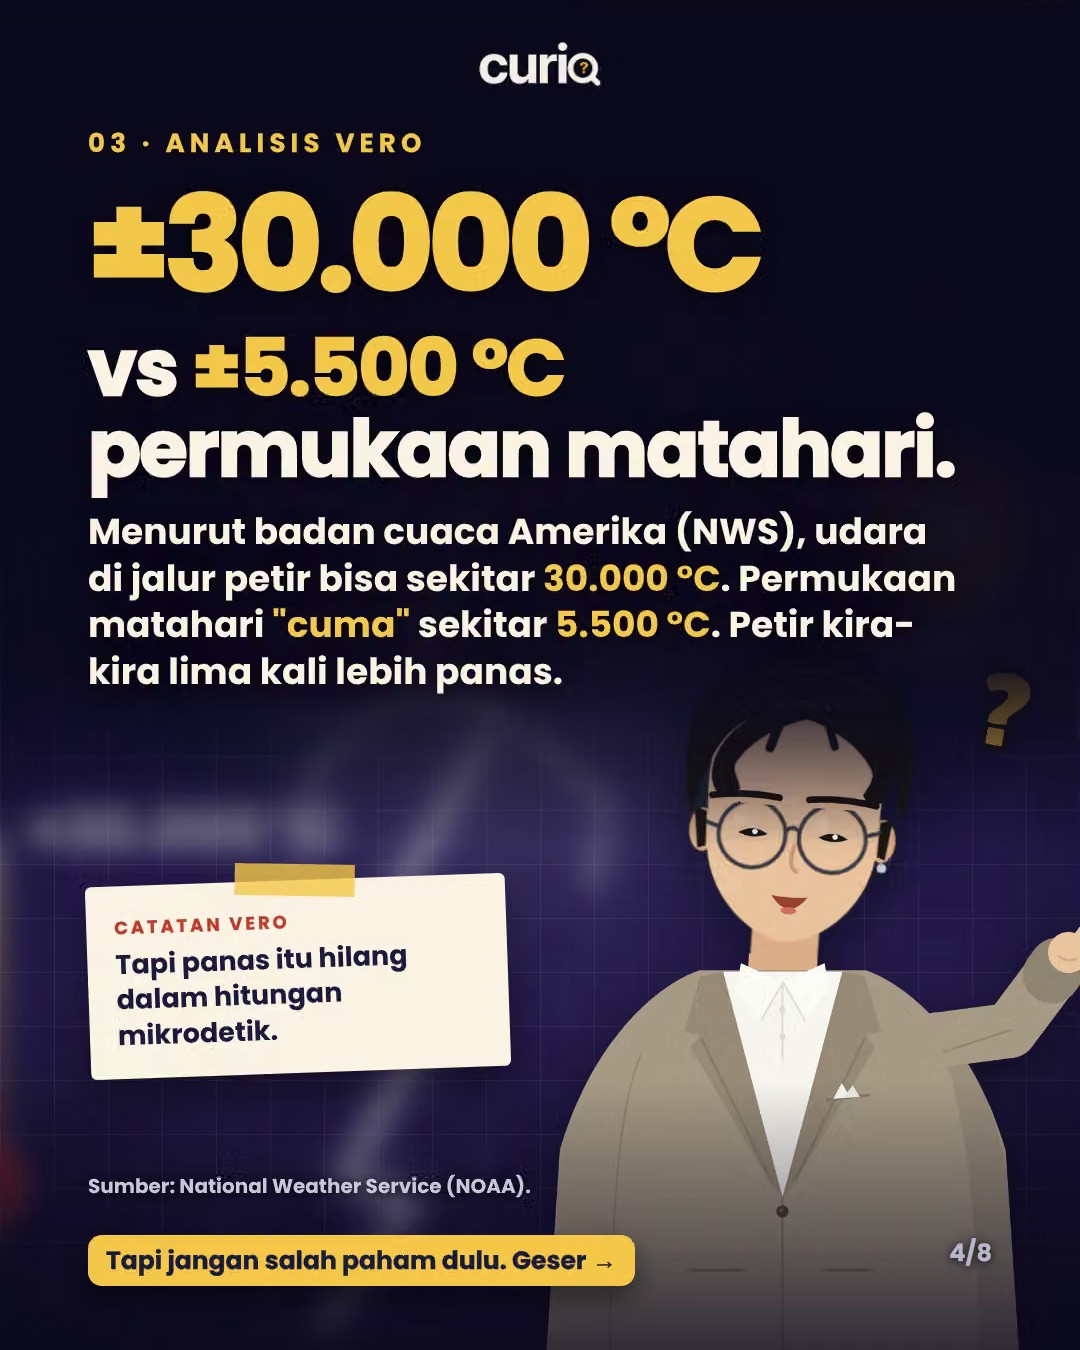 curio
03 · ANALISIS VERO
±30.000 °C
vs ±5.500 °C
permukaan matahari.
Menurut badan cuaca Amerika (NWS), udara
di jalur petir bisa sekitar 30.000 °C. Permukaan
matahari "cuma" sekitar 5.500 °C. Petir kira-
kira lima kali lebih panas.
?
CATATAN VERO
Tapi panas itu hilang
dalam hitungan
mikrodetik.
Sumber: National Weather Service (NOAA).
Tapi jangan salah paham dulu. Geser →
4/8